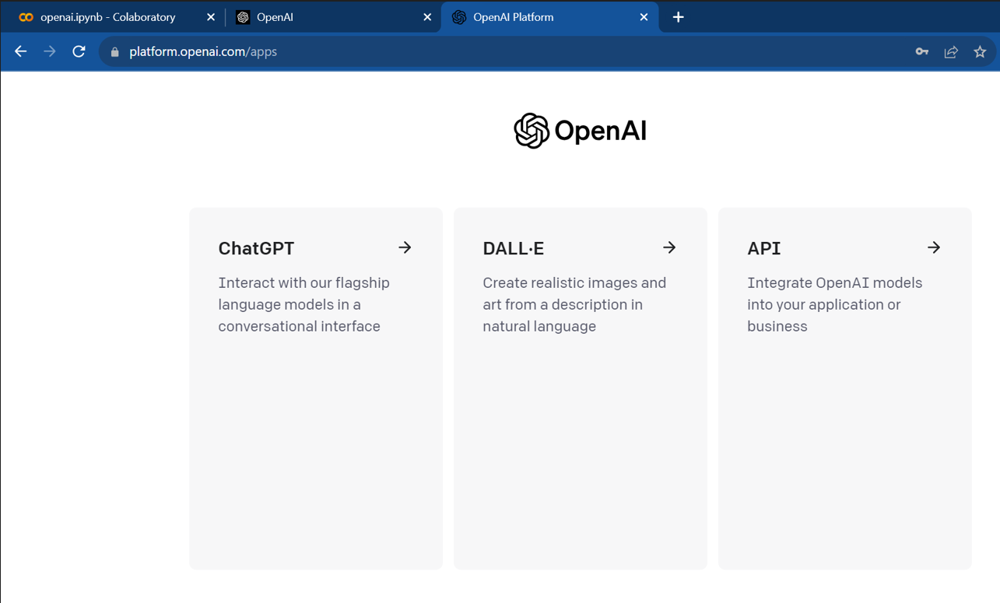 openai.ipynb - Colaboratory
OpenAI
OpenAI Platform
platform.openai.com/apps
OpenAI
ChatGPT
Interact with our flagship
language models in a
conversational interface
DALL·E
Create realistic images and
art from a description in
natural language
API
Integrate OpenAI models
into your application or
business